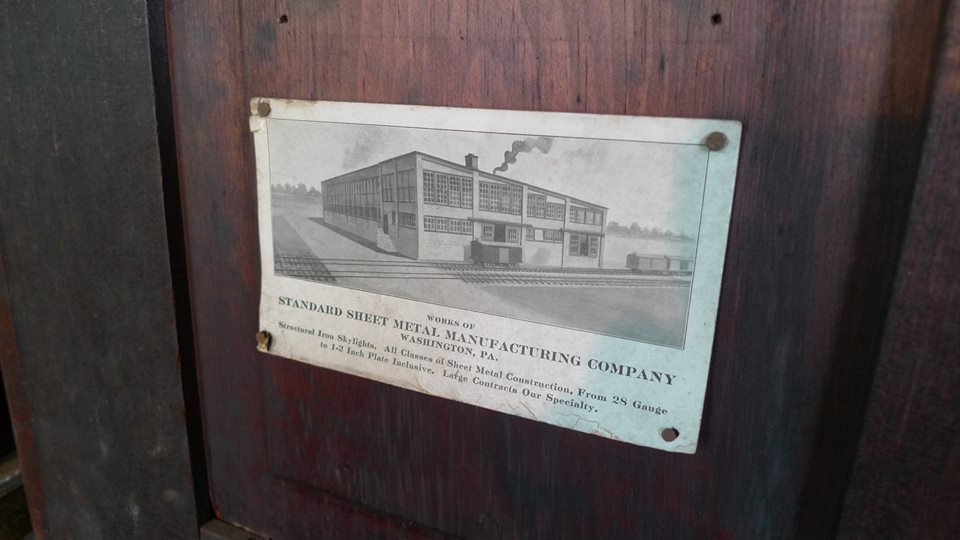 WORKS OF
STANDARD SHEET METAL MANUFACTURING COMPANY
WASHINGTON, PA.
Structural Iron Skylights. All Classes of Sheet Metal Construction, From 28 Gauge
to 1-2 Inch Plate Inclusive. Large Contracts Our Specialty.